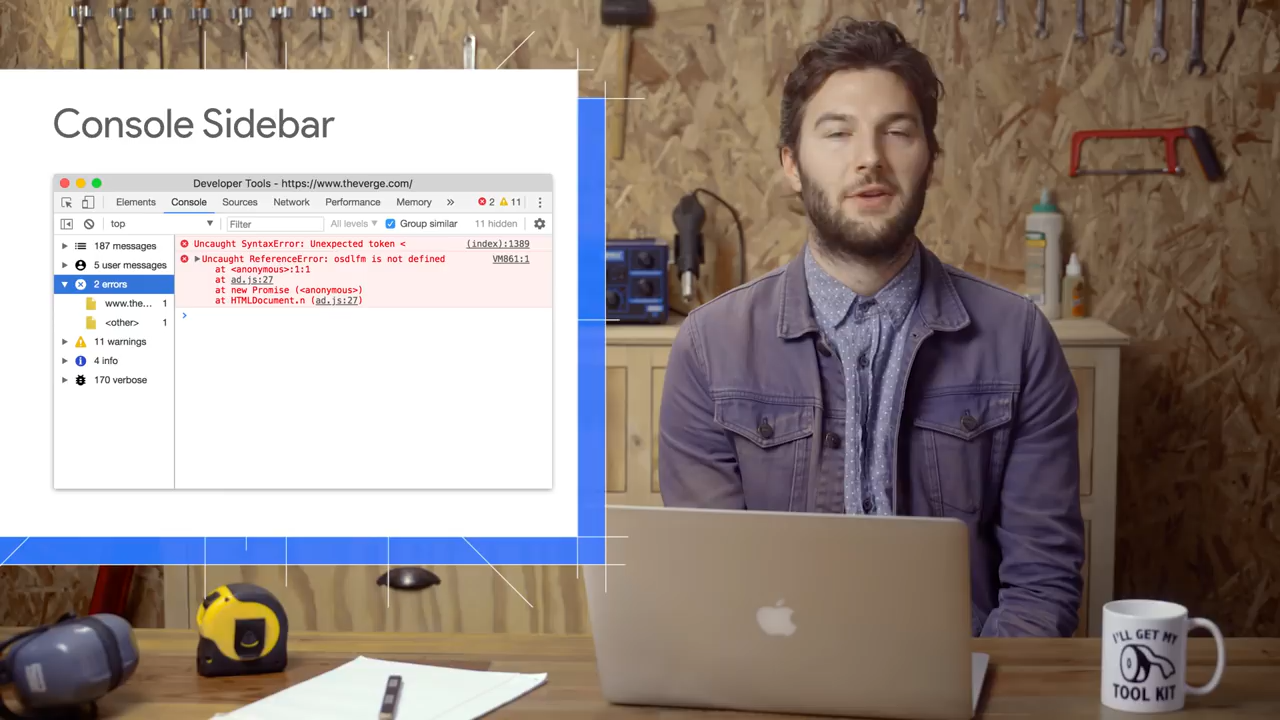 Console Sidebar
Developer Tools - https://www.theverge.com/
Elements Console Sources Network Performance Memory » 2 11
top Filter All levels Group similar 11 hidden
187 messages
5 user messages
2 errors
www.the... 1
<other> 1
11 warnings
4 info
170 verbose
Uncaught SyntaxError: Unexpected token < (index):1389
Uncaught ReferenceError: osdlfm is not defined VM861:1
at <anonymous>:1:1
at ad.js:27
at new Promise (<anonymous>)
at HTMLDocument.n (ad.js:27)
>
I'LL GET MY
TOOL KIT